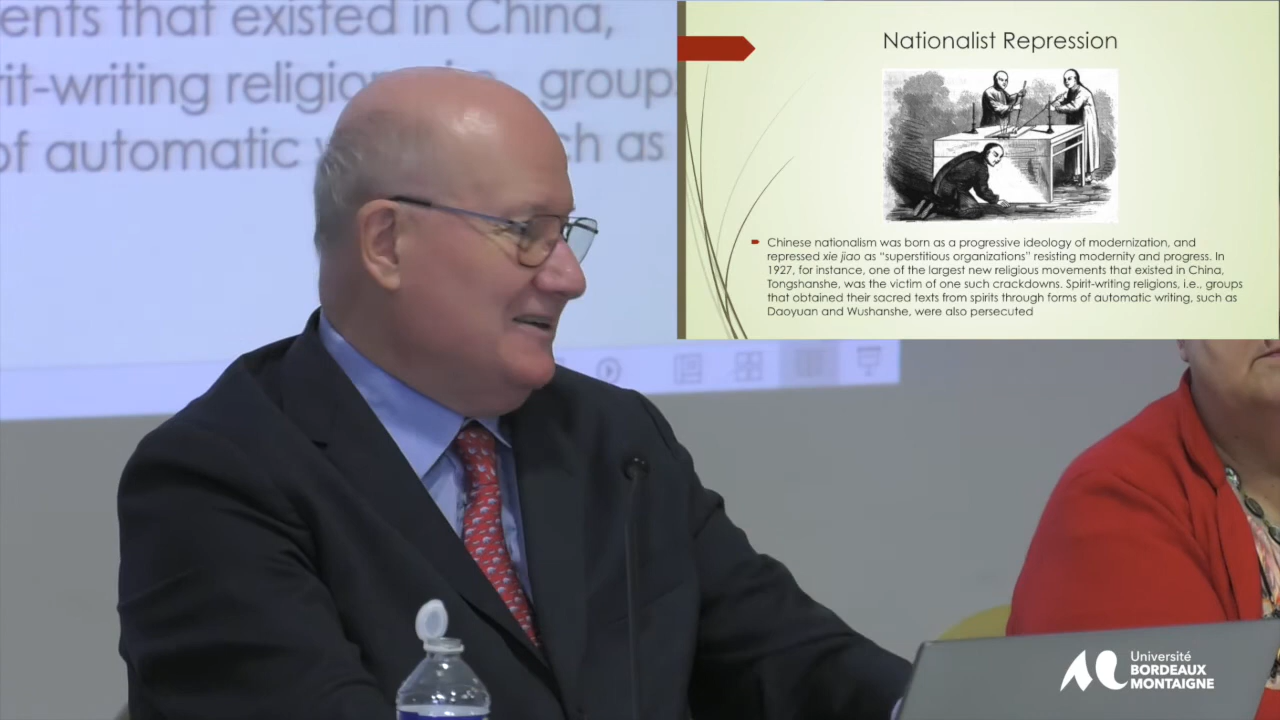 ents that existed in China,
rit-writing religio group
of automatic ch as
Nationalist Repression
Chinese nationalism was born as a progressive ideology of modernization, and
repressed xie jiao as “superstitious organizations” resisting modernity and progress. In
1927, for instance, one of the largest new religious movements that existed in China,
Tongshanshe, was the victim of one such crackdowns. Spirit-writing religions, i.e., groups
that obtained their sacred texts from spirits through forms of automatic writing, such as
Daoyuan and Wushanshe, were also persecuted
Université
BORDEAUX
MONTAIGNE